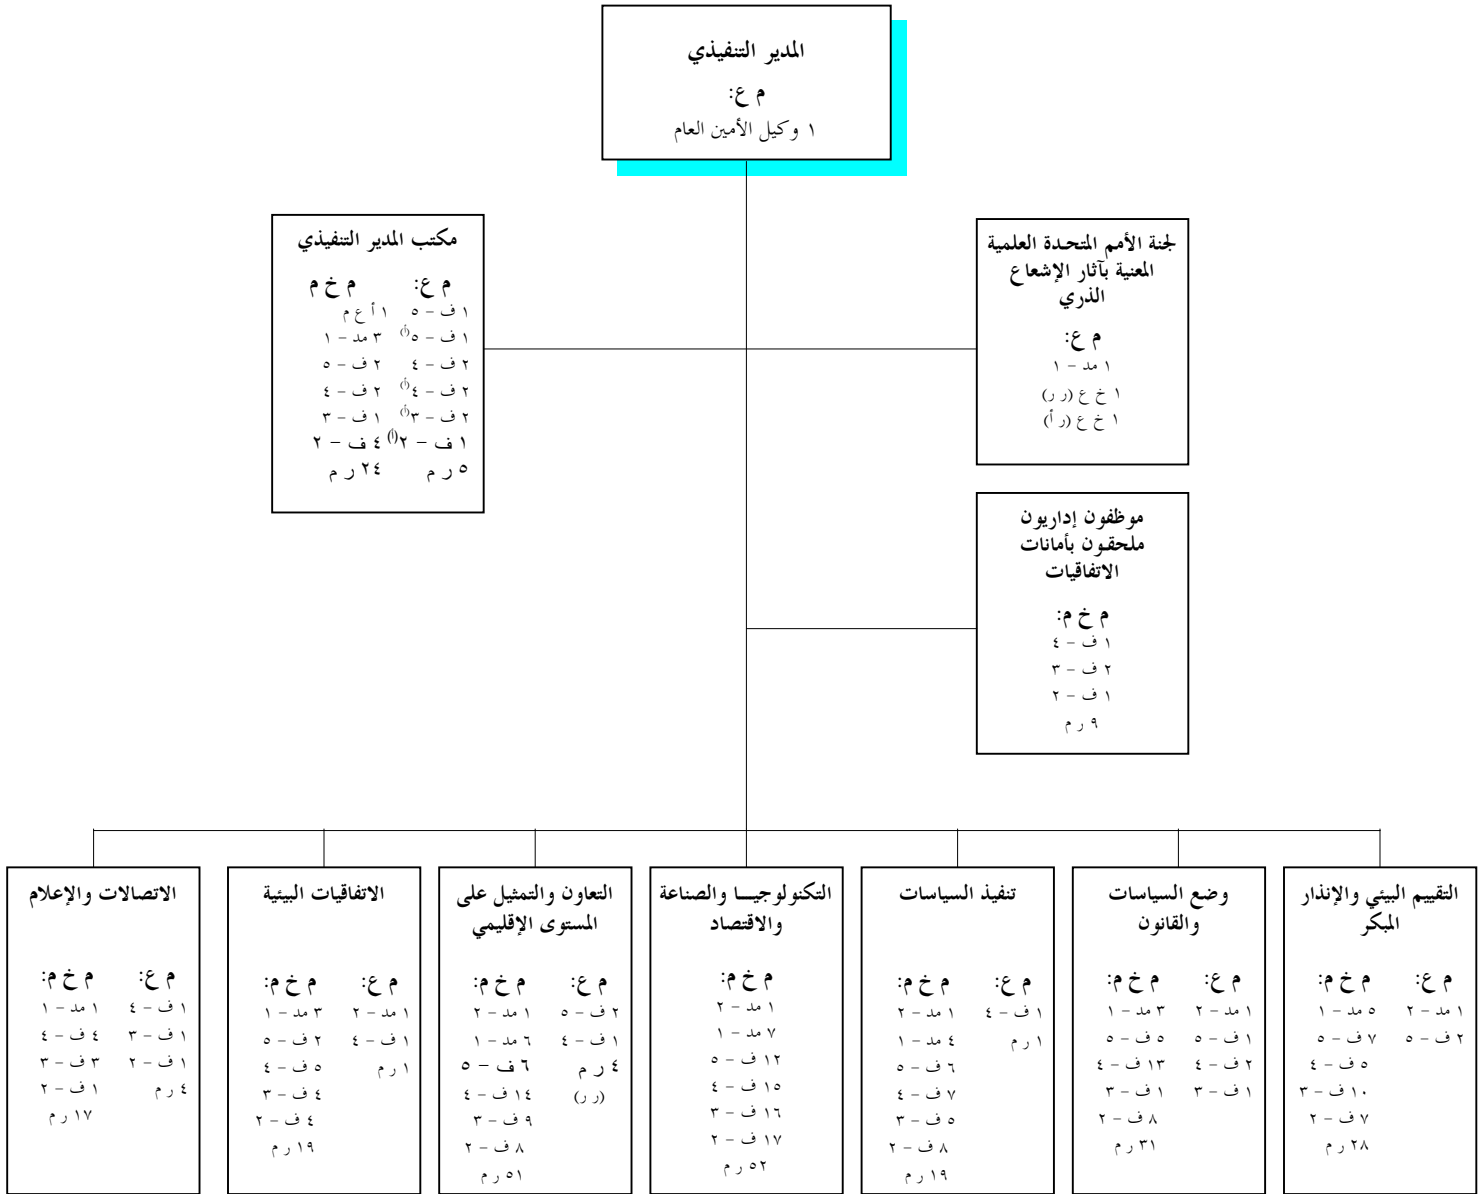 المدير التنفيذي
م ع:
١ وكيل الأمين العام
لجنة الأمم المتحدة العلمية
المعنية بآثار الإشعاع
الذري
م ع:
١ مد - ١
١ خ ع (ر ر)
١ خ ع (ر أ)
مكتب المدير التنفيذي
م ع: م خ م
١ ف - ٥ ١ أ ع م
١ ف - ٥(أ) ٣ مد - ١
٢ ف - ٤ ٢ ف - ٥
٢ ف - ٤(أ) ٢ ف - ٤
٢ ف - ٣(أ) ١ ف - ٣
١ ف - ٢(أ) ٤ ف - ٢
٥ ر م ٢٤ ر م
موظفون إداريون
ملحقون بأمانات
الاتفاقيات
م خ م:
١ ف - ٤
٢ ف - ٣
١ ف - ٢
٩ ر م
التقييم البيئي والإنذار
المبكر
م ع: م خ م:
١ مد - ٢ ٥ مد - ١
٢ ف - ٥ ٧ ف - ٥
٥ ف - ٤
١٠ ف - ٣
٧ ف - ٢
٢٨ ر م
وضع السياسات
والقانون
م ع: م خ م:
١ مد - ٢ ٣ مد - ١
١ ف - ٥ ٥ ف - ٥
٢ ف - ٤ ١٣ ف - ٤
١ ف - ٣ ١ ف - ٣
٨ ف - ٢
٣١ ر م
تنفيذ السياسات
م ع: م خ م:
١ ف - ٤ ١ مد - ٢
١ ر م ٤ مد - ١
٦ ف - ٥
٧ ف - ٤
٥ ف - ٣
٨ ف - ٢
١٩ ر م
التكنولوجيا والصناعة
والاقتصاد
م خ م:
١ مد - ٢
٧ مد - ١
١٢ ف - ٥
١٥ ف - ٤
١٦ ف - ٣
١٧ ف - ٢
٥٢ ر م
التعاون والتمثيل على
المستوى الإقليمي
م ع: م خ م:
٢ ف - ٥ ١ مد - ٢
١ ف - ٤ ٦ مد - ١
٤ ر م ٦ ف - ٥
(ر ر) ١٤ ف - ٤
٩ ف - ٣
٨ ف - ٢
٥١ ر م
الاتفاقيات البيئية
م ع: م خ م:
١ مد - ٢ ٣ مد - ١
١ ف - ٤ ٢ ف - ٥
١ ر م ٥ ف - ٤
٤ ف - ٣
٤ ف - ٢
١٩ ر م
الاتصالات والإعلام
م ع: م خ م:
١ ف - ٤ ١ مد - ١
١ ف - ٣ ٤ ف - ٤
١ ف - ٢ ٣ ف - ٣
٤ ر م ١ ف - ٢
١٧ ر م